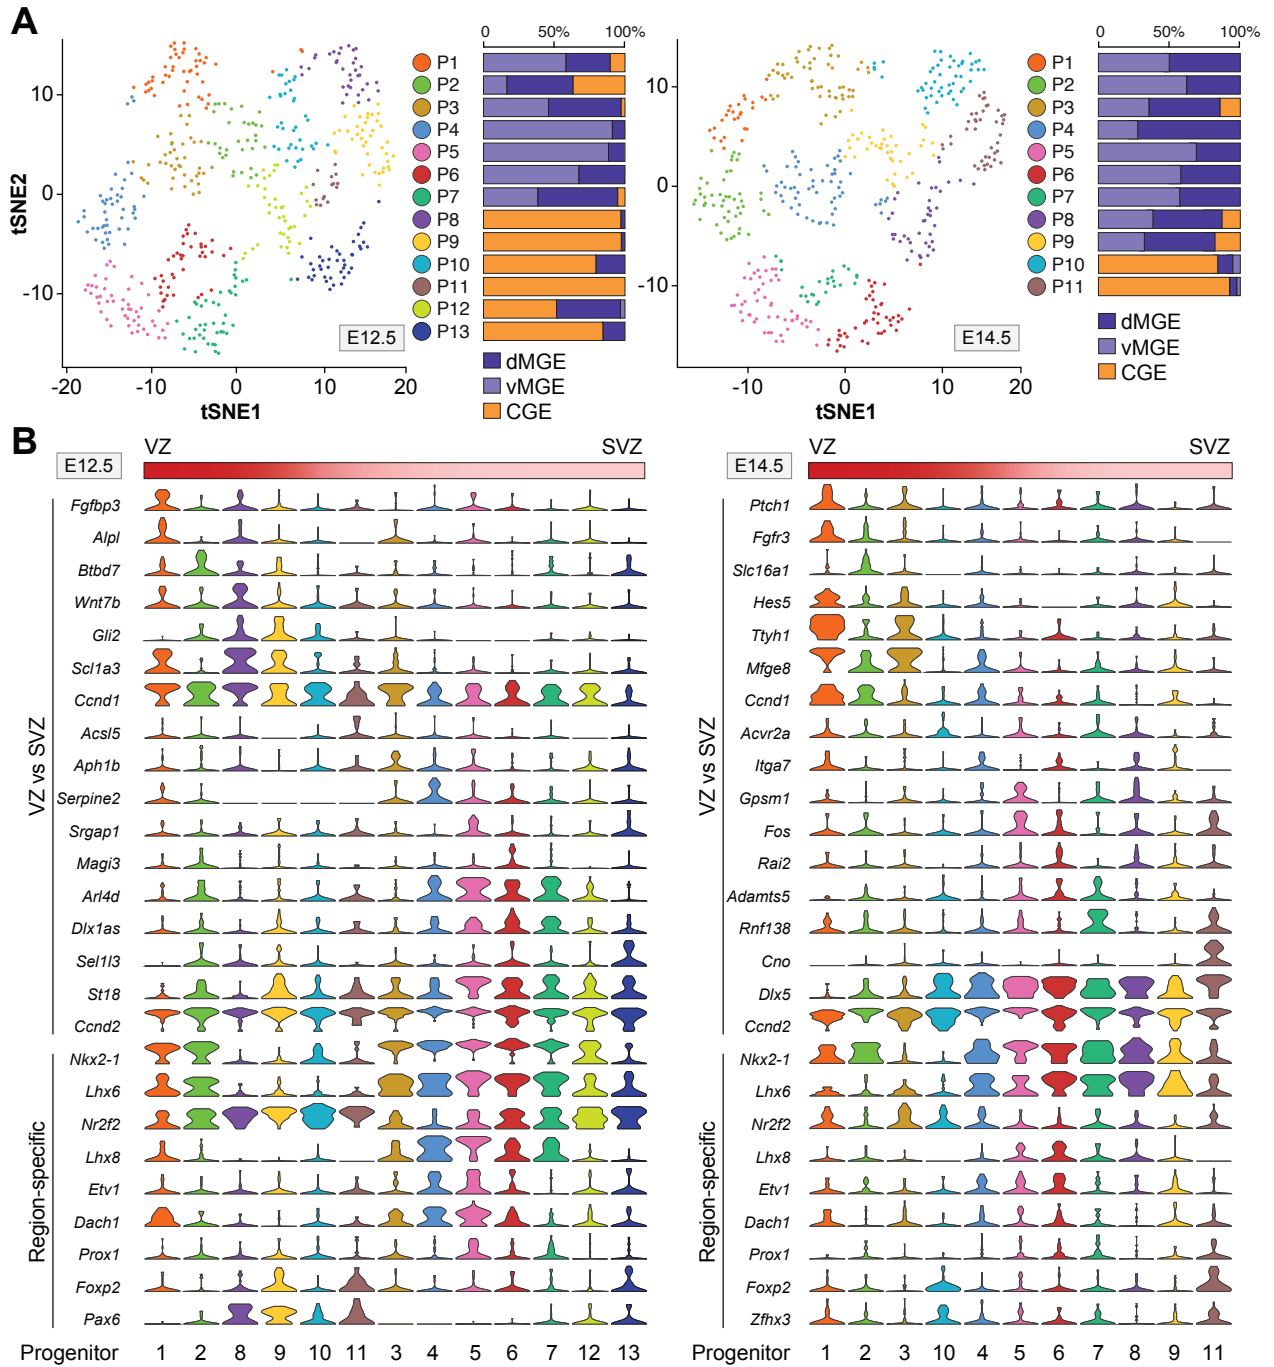 A
0 50% 100%
0 50% 100%
tSNE2
10
0
-10
-20 -10 0 10 20
tSNE1
E12.5
P1
P2
P3
P4
P5
P6
P7
P8
P9
P10
P11
P12
P13
dMGE
vMGE
CGE
10
0
-10
-10 0 10 20
tSNE1
E14.5
P1
P2
P3
P4
P5
P6
P7
P8
P9
P10
P11
dMGE
vMGE
CGE
B
VZ SVZ
E12.5
VZ vs SVZ
Fgfbp3
Alpl
Btbd7
Wnt7b
Gli2
Scl1a3
Ccnd1
Acsl5
Aph1b
Serpine2
Srgap1
Magi3
Arl4d
Dlx1as
Sel1l3
St18
Ccnd2
Region-specific
Nkx2-1
Lhx6
Nr2f2
Lhx8
Etv1
Dach1
Prox1
Foxp2
Pax6
Progenitor 1 2 8 9 10 11 3 4 5 6 7 12 13
VZ SVZ
E14.5
VZ vs SVZ
Ptch1
Fgfr3
Slc16a1
Hes5
Ttyh1
Mfge8
Ccnd1
Acvr2a
Itga7
Gpsm1
Fos
Rai2
Adamts5
Rnf138
Cno
Dlx5
Ccnd2
Region-specific
Nkx2-1
Lhx6
Nr2f2
Lhx8
Etv1
Dach1
Prox1
Foxp2
Zfhx3
Progenitor 1 2 3 10 4 5 6 7 8 9 11